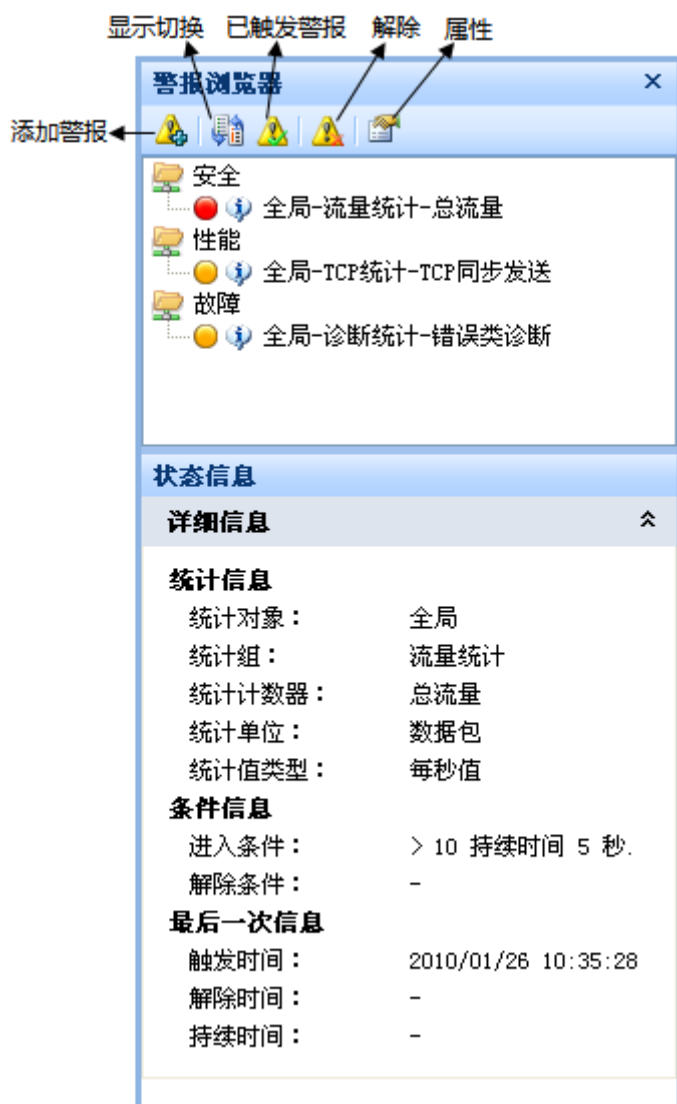 显示切换 已触发警报 解除 属性
警报浏览器
添加警报
安全
全局-流量统计-总流量
性能
全局-TCP统计-TCP同步发送
故障
全局-诊断统计-错误类诊断
状态信息
详细信息
统计信息
统计对象： 全局
统计组： 流量统计
统计计数器： 总流量
统计单位： 数据包
统计值类型： 每秒值
条件信息
进入条件： > 10 持续时间 5 秒.
解除条件： -
最后一次信息
触发时间： 2010/01/26 10:35:28
解除时间： -
持续时间： -